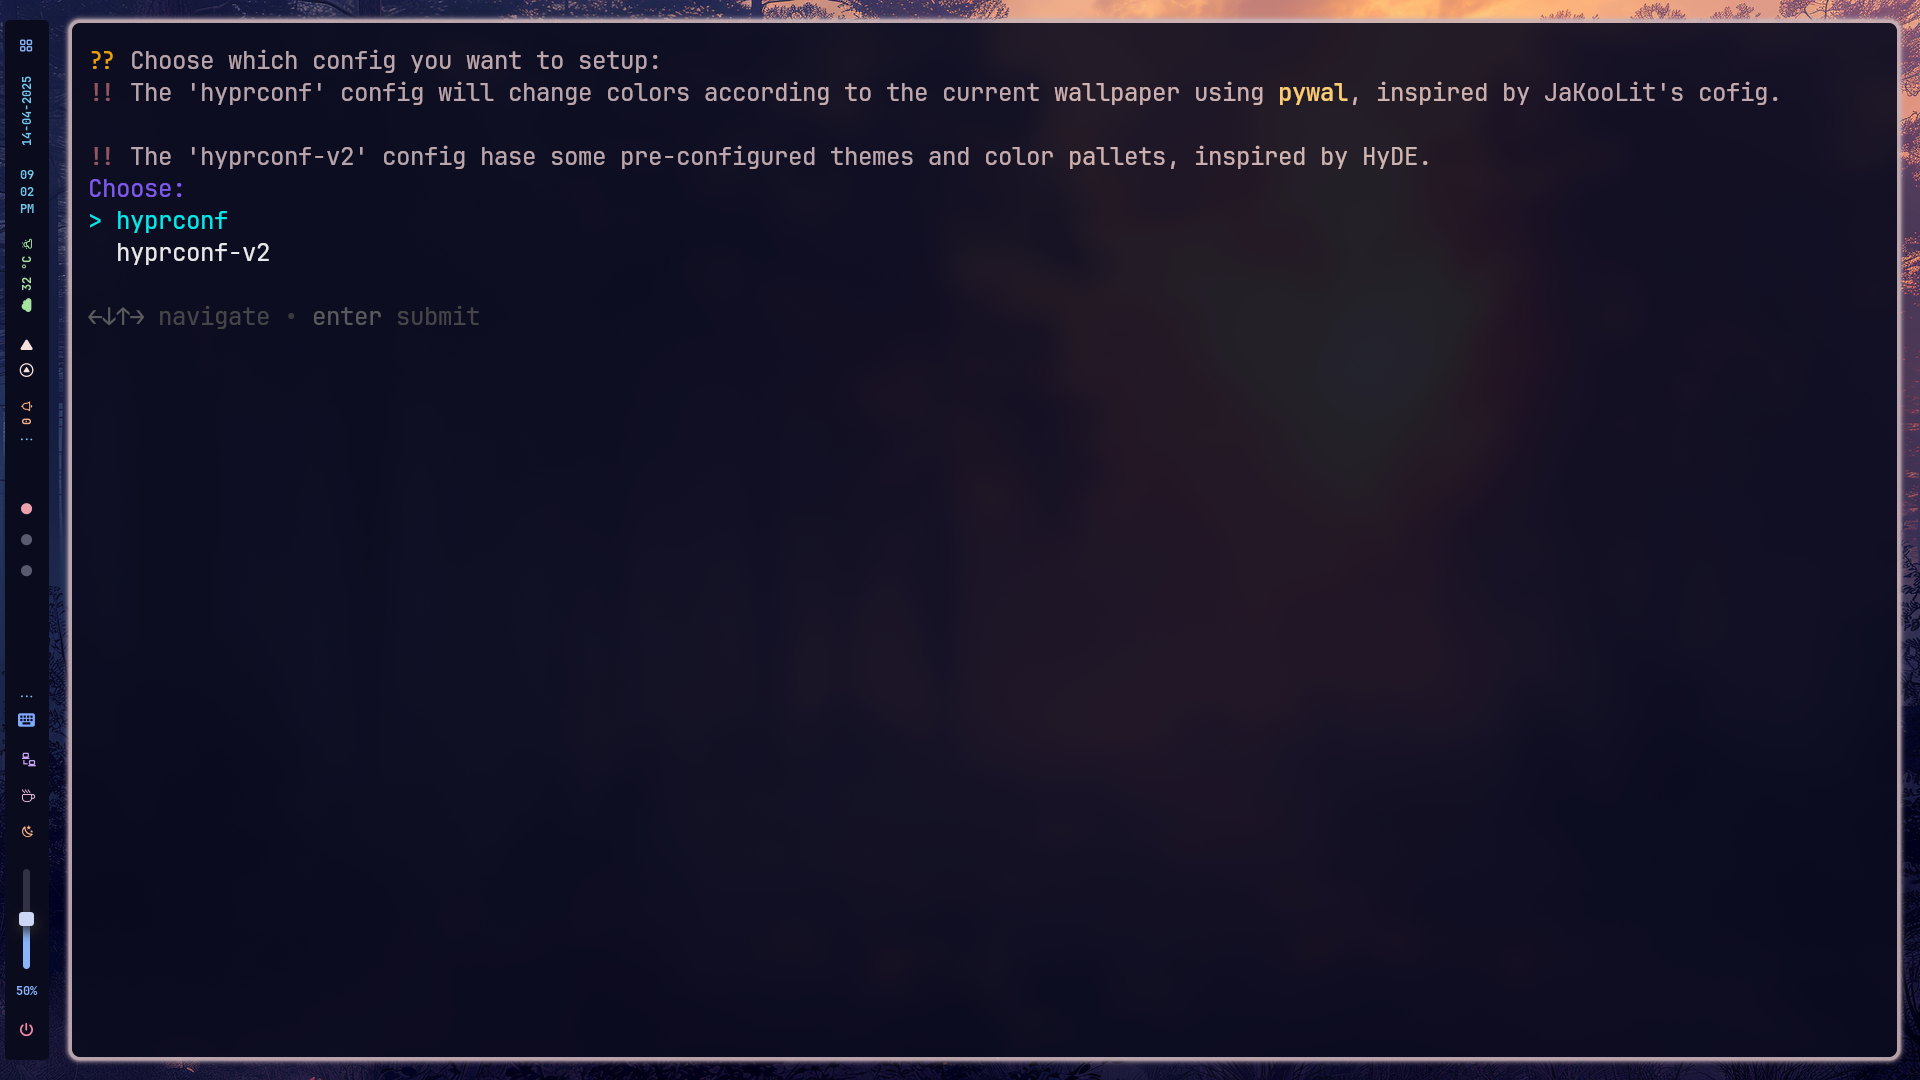 14-04-2025
09
02
PM
32 °C
0
50%
?? Choose which config you want to setup:
!! The 'hyprconf' config will change colors according to the current wallpaper using pywal, inspired by JaKooLit's cofig.
!! The 'hyprconf-v2' config hase some pre-configured themes and color pallets, inspired by HyDE.
Choose:
> hyprconf
hyprconf-v2
←↓↑→ navigate • enter submit